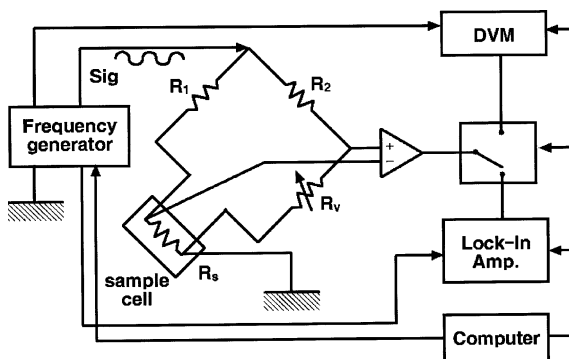 DVM
Sig
R1
R2
Frequency
generator
+
−
Rv
Rs
sample
cell
Lock-In
Amp.
Computer